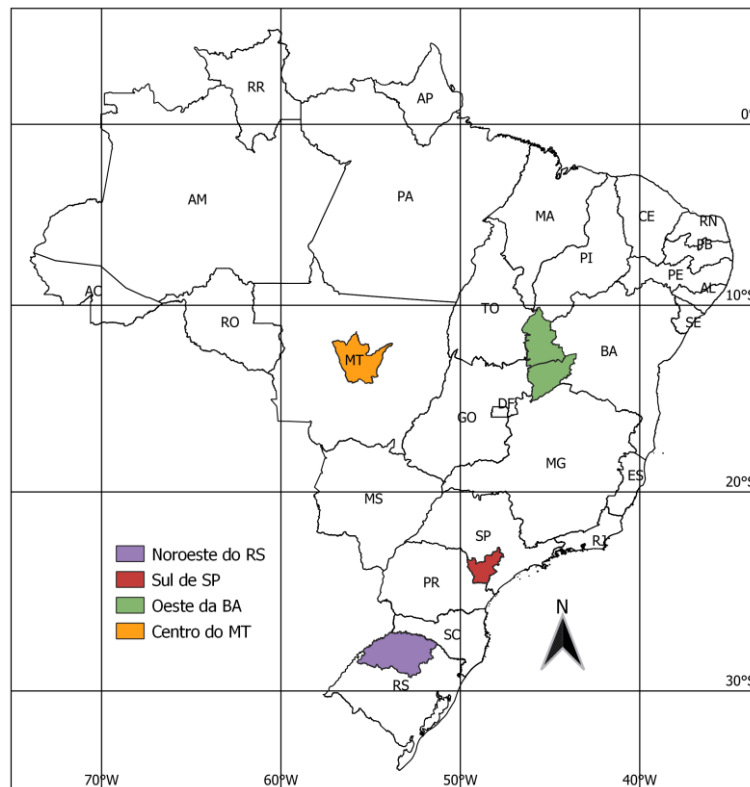 RR
AP
0°
AM
PA
MA
CE
RN
PB
PI
PE
AC
AL
10°S
TO
SE
RO
MT
BA
DF
GO
MG
ES
20°S
MS
SP
RJ
Noroeste do RS
Sul de SP
PR
Oeste da BA
N
Centro do MT
SC
RS
30°S
70°W
60°W
50°W
40°W